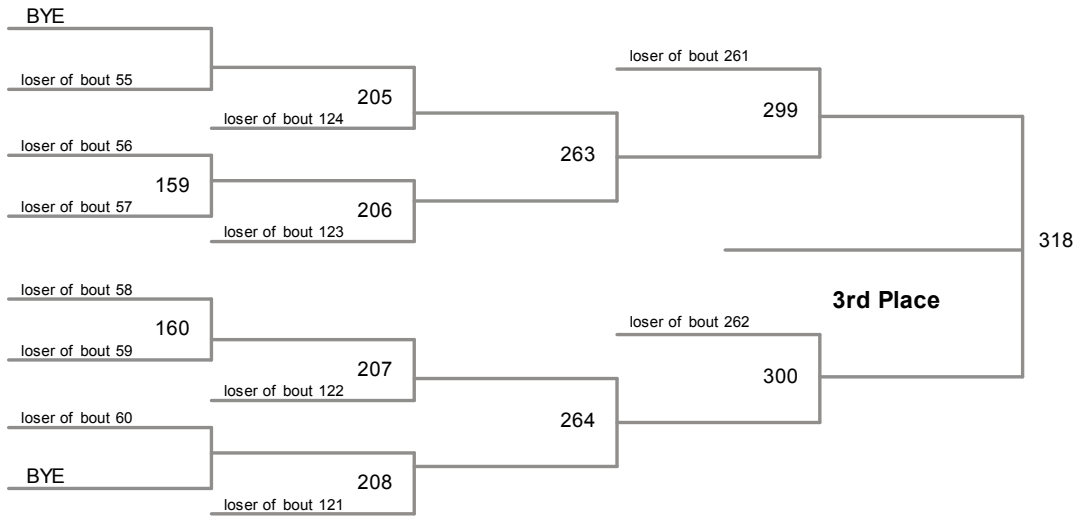 BYE
loser of bout 55
205
loser of bout 124
loser of bout 56
159
loser of bout 57
206
loser of bout 123
263
loser of bout 261
299
loser of bout 58
160
loser of bout 59
207
loser of bout 122
loser of bout 60
BYE
208
loser of bout 121
264
loser of bout 262
300
318
3rd Place